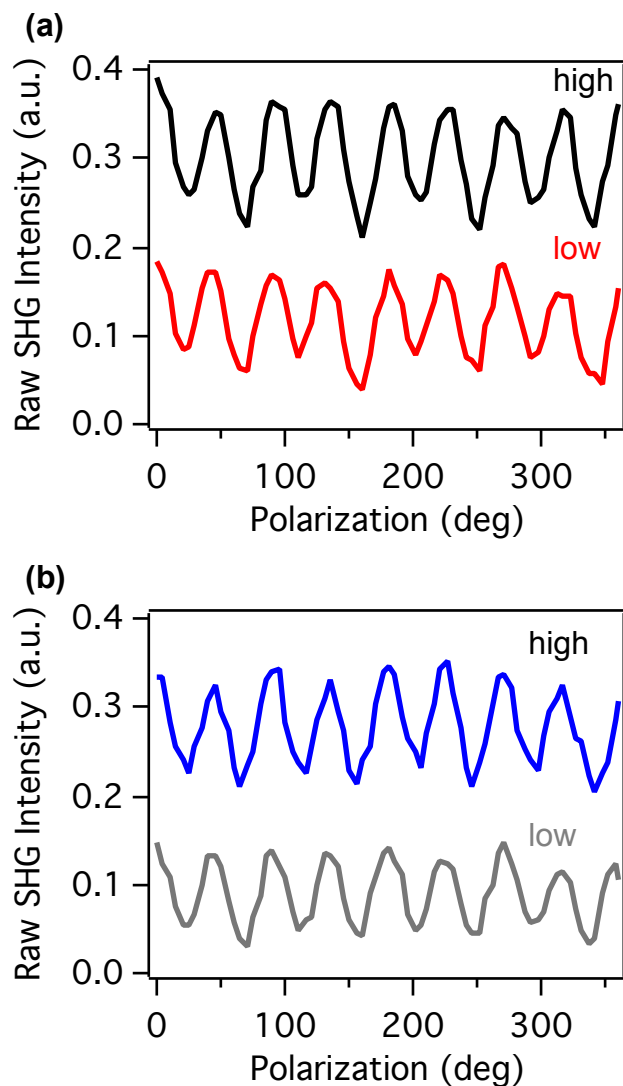 (a)
0.4
high
0.3
0.2
low
0.1
0.0
Raw SHG Intensity (a.u.)
0 100 200 300
Polarization (deg)
(b)
0.4
high
0.3
0.2
low
0.1
0.0
Raw SHG Intensity (a.u.)
0 100 200 300
Polarization (deg)